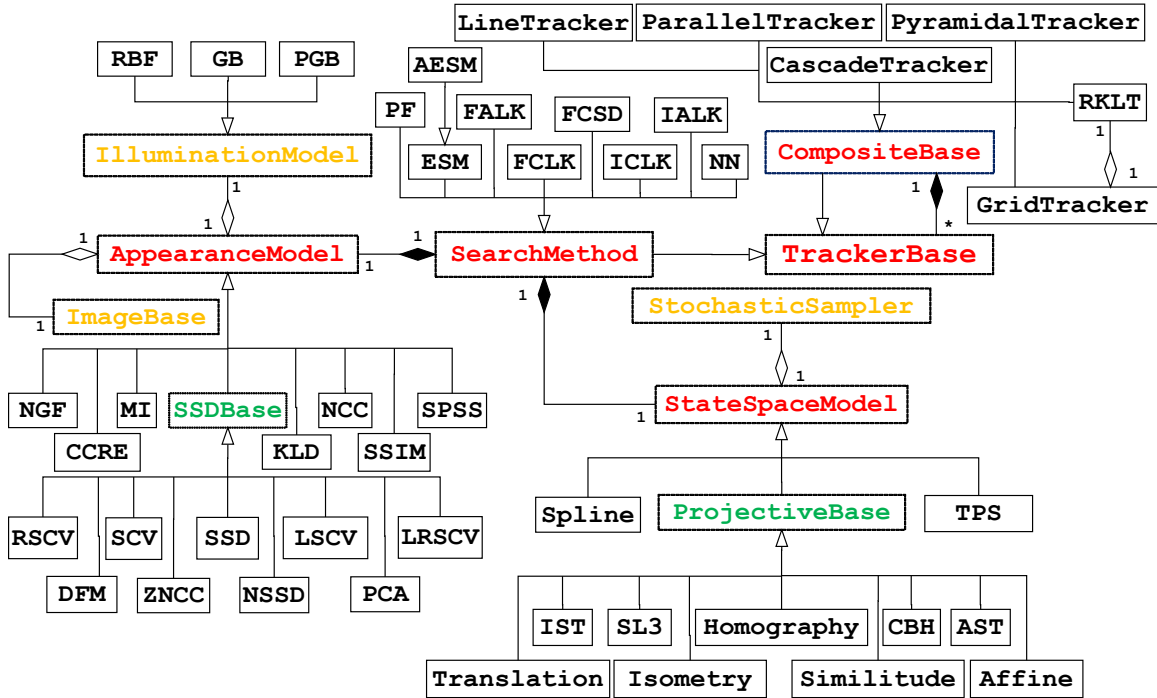 LineTracker
ParallelTracker
PyramidalTracker
RBF
GB
PGB
AESM
CascadeTracker
RKLT
PF
FALK
FCSD
IALK
1
IlluminationModel
ESM
FCLK
ICLK
NN
CompositeBase
1
1
1
GridTracker
1
*
1
1
AppearanceModel
1
1
SearchMethod
TrackerBase
1
StochasticSampler
1
ImageBase
1
1
NGF
MI
SSDBase
NCC
SPSS
StateSpaceModel
1
CCRE
KLD
SSIM
Spline
ProjectiveBase
TPS
RSCV
SCV
SSD
LSCV
LRSCV
DFM
ZNCC
NSSD
PCA
IST
SL3
Homography
CBH
AST
Translation
Isometry
Similitude
Affine